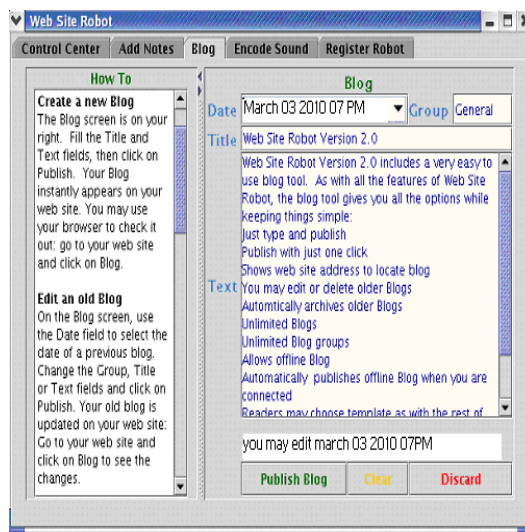 Web Site Robot
Control Center Add Notes Blog Encode Sound Register Robot
How To
Create a new Blog
The Blog screen is on your
right. Fill the Title and
Text fields, then click on
Publish. Your Blog
instantly appears on your
web site. You may use
your browser to check it
out: go to your web site
and click on Blog.
Edit an old Blog
On the Blog screen, use
the Date field to select the
date of a previous blog.
Change the Group, Title
or Text fields and click on
Publish. Your old blog is
updated on your web site:
Go to your web site and
click on Blog to see the
changes.
Blog
Date March 03 2010 07 PM Group General
Title Web Site Robot Version 2.0
Text
Web Site Robot Version 2.0 includes a very easy to
use blog tool. As with all the features of Web Site
Robot, the blog tool gives you all the options while
keeping things simple:
Just type and publish
Publish with just one click
Shows web site address to locate blog
You may edit or delete older Blogs
Automtically archives older Blogs
Unlimited Blogs
Unlimited Blog groups
Allows offline Blog
Automatically publishes offline Blog when you are
connected
Readers may choose template as with the rest of
you may edit march 03 2010 07PM
Publish Blog Clear Discard